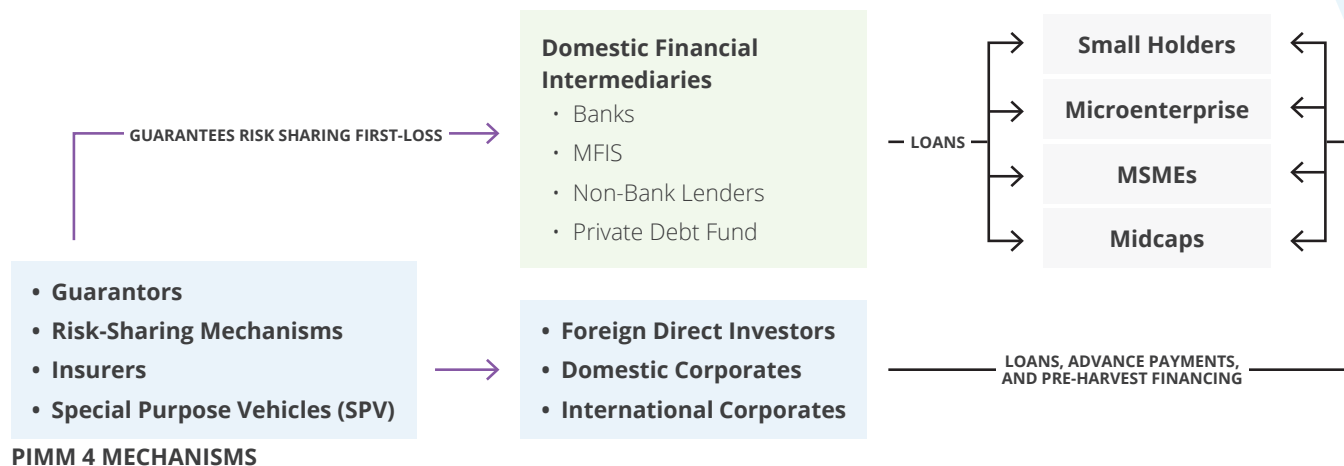 Domestic Financial
Intermediaries
· Banks
· MFIS
· Non-Bank Lenders
· Private Debt Fund
GUARANTEES RISK SHARING FIRST-LOSS
LOANS
Small Holders
Microenterprise
MSMEs
Midcaps
• Guarantors
• Risk-Sharing Mechanisms
• Insurers
• Special Purpose Vehicles (SPV)
• Foreign Direct Investors
• Domestic Corporates
• International Corporates
LOANS, ADVANCE PAYMENTS,
AND PRE-HARVEST FINANCING
PIMM 4 MECHANISMS